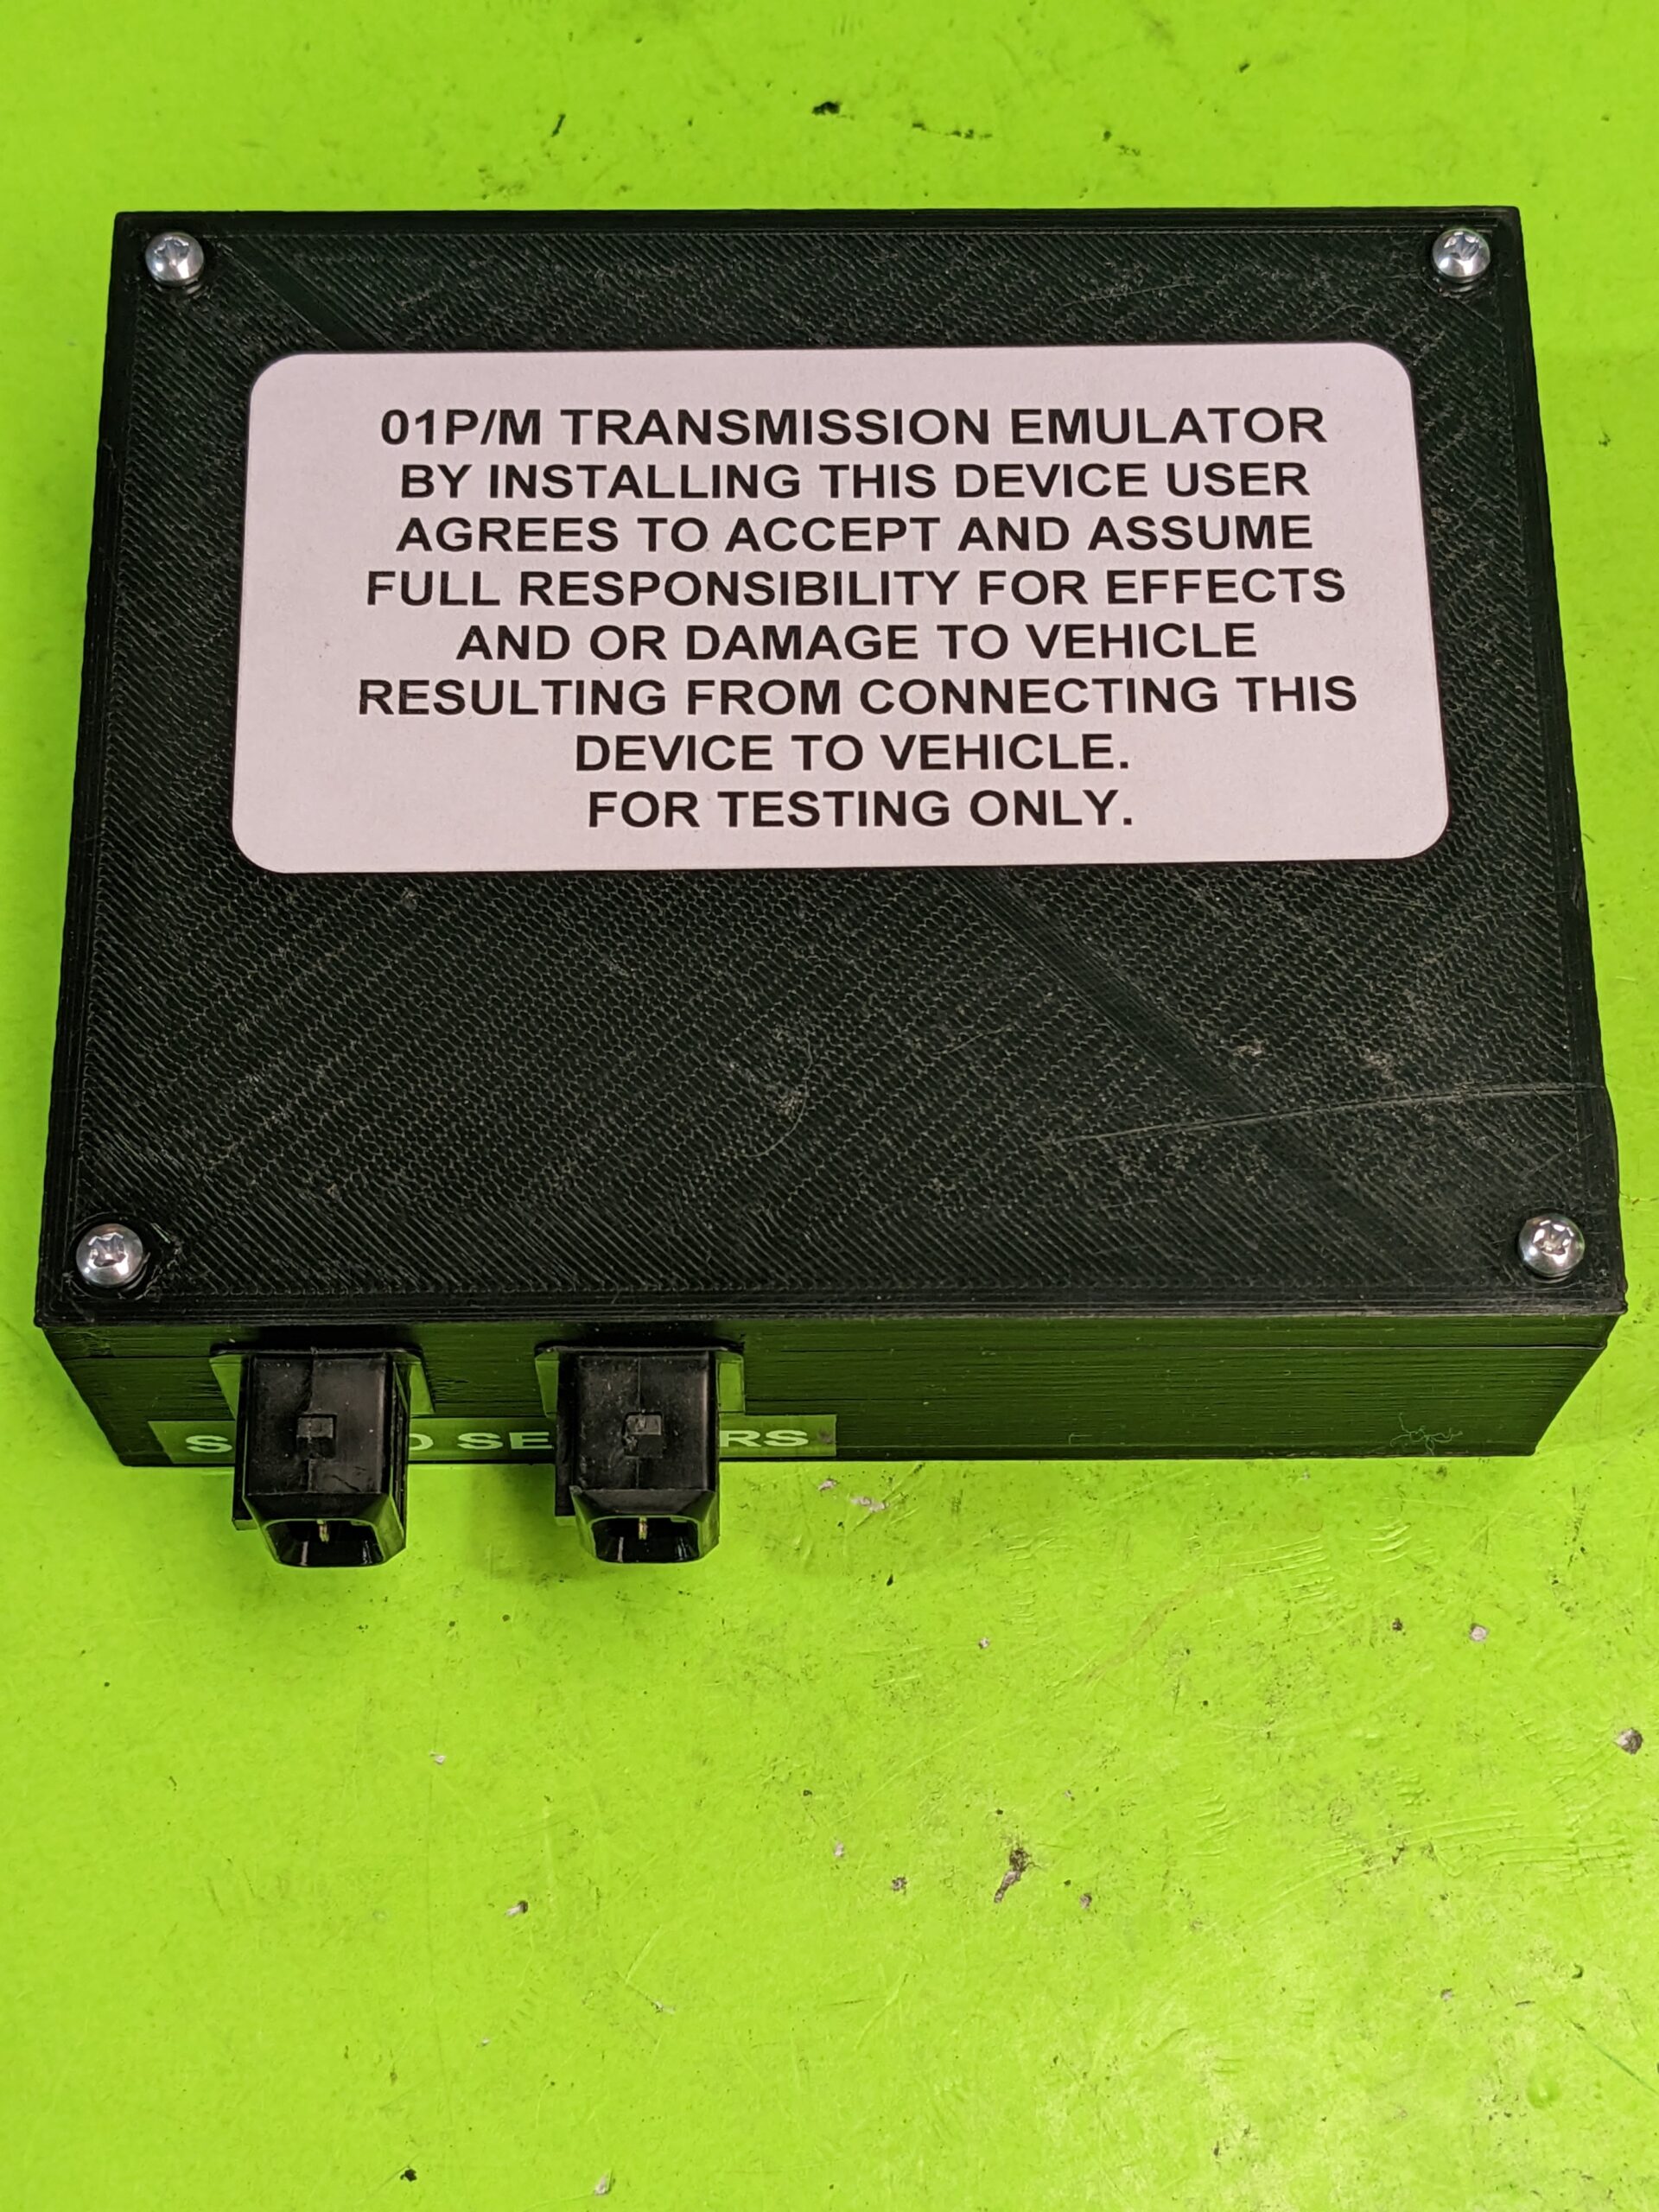 01P/M TRANSMISSION EMULATOR
BY INSTALLING THIS DEVICE USER
AGREES TO ACCEPT AND ASSUME
FULL RESPONSIBILITY FOR EFFECTS
AND OR DAMAGE TO VEHICLE
RESULTING FROM CONNECTING THIS
DEVICE TO VEHICLE.
FOR TESTING ONLY.